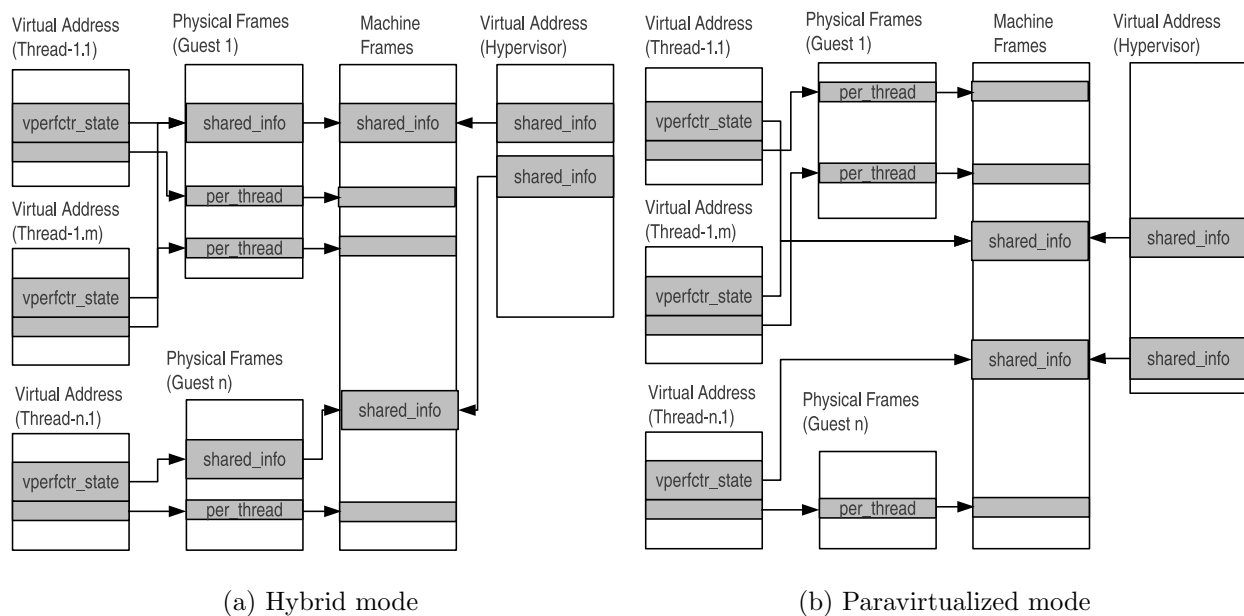 Virtual Address
(Thread-1.1)
vperfctr_state
Virtual Address
(Thread-1.m)
vperfctr_state
Virtual Address
(Thread-n.1)
vperfctr_state
Physical Frames
(Guest 1)
shared_info
per_thread
per_thread
Physical Frames
(Guest n)
shared_info
per_thread
Machine
Frames
shared_info
shared_info
Virtual Address
(Hypervisor)
shared_info
shared_info
(a) Hybrid mode
Virtual Address
(Thread-1.1)
vperfctr_state
Virtual Address
(Thread-1.m)
vperfctr_state
Virtual Address
(Thread-n.1)
vperfctr_state
Physical Frames
(Guest 1)
per_thread
per_thread
Physical Frames
(Guest n)
per_thread
Machine
Frames
shared_info
shared_info
Virtual Address
(Hypervisor)
shared_info
shared_info
(b) Paravirtualized mode